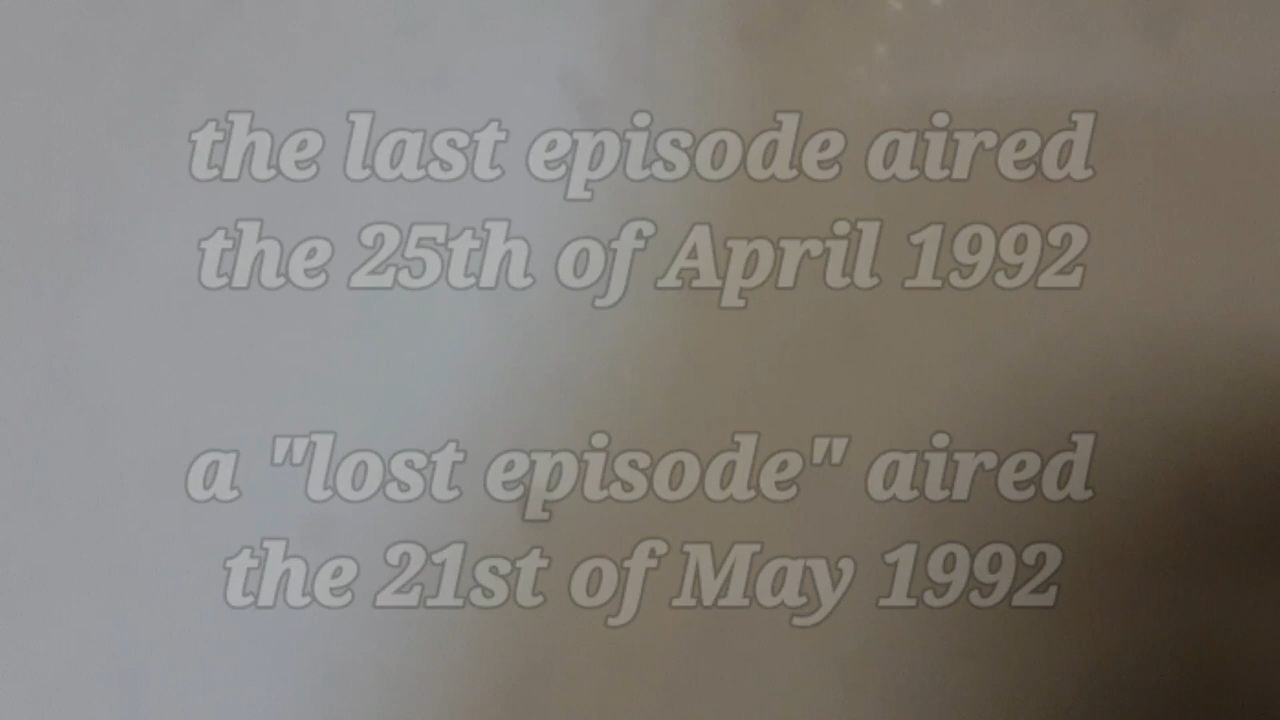 the last episode aired
the 25th of April 1992
a "lost episode" aired
the 21st of May 1992